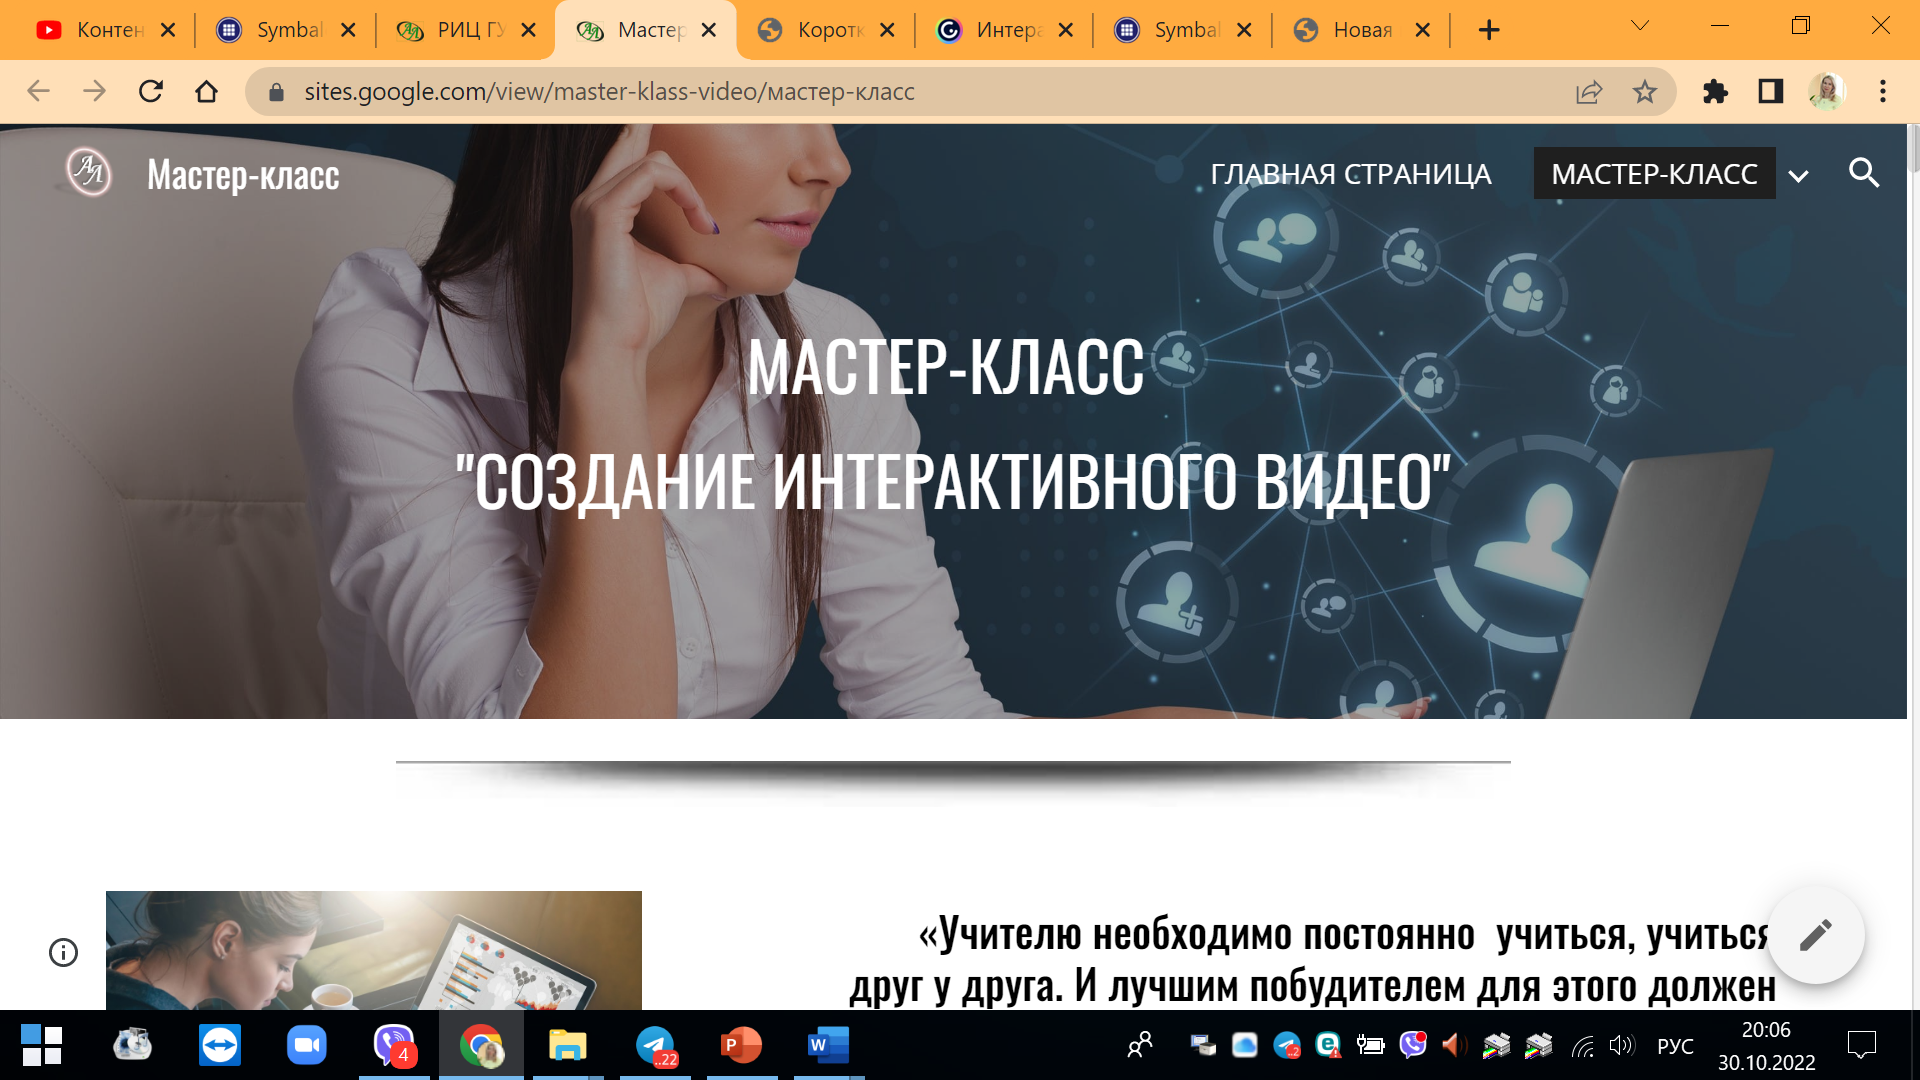 Контен
Symbal
РИЦ ГУ
Мастер
Коротк
Интера
Symbal
Новая
sites.google.com/view/master-klass-video/мастер-класс
АЛ
Мастер-класс
ГЛАВНАЯ СТРАНИЦА
МАСТЕР-КЛАСС
МАСТЕР-КЛАСС
"СОЗДАНИЕ ИНТЕРАКТИВНОГО ВИДЕО"
«Учителю необходимо постоянно учиться, учиться
друг у друга. И лучшим побудителем для этого должен
4
..22
P
W
..2
РУС
20:06
30.10.2022